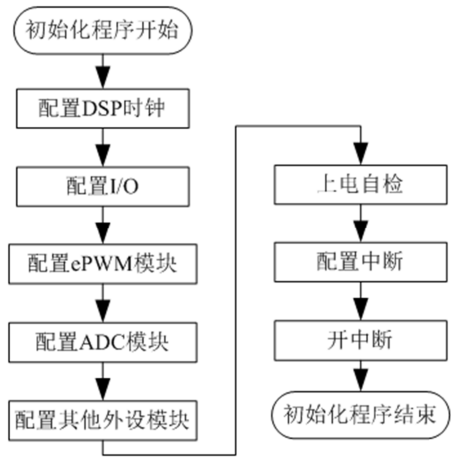 初始化程序开始
配置DSP时钟
配置I/O
配置ePWM模块
配置ADC模块
配置其他外设模块
上电自检
配置中断
开中断
初始化程序结束